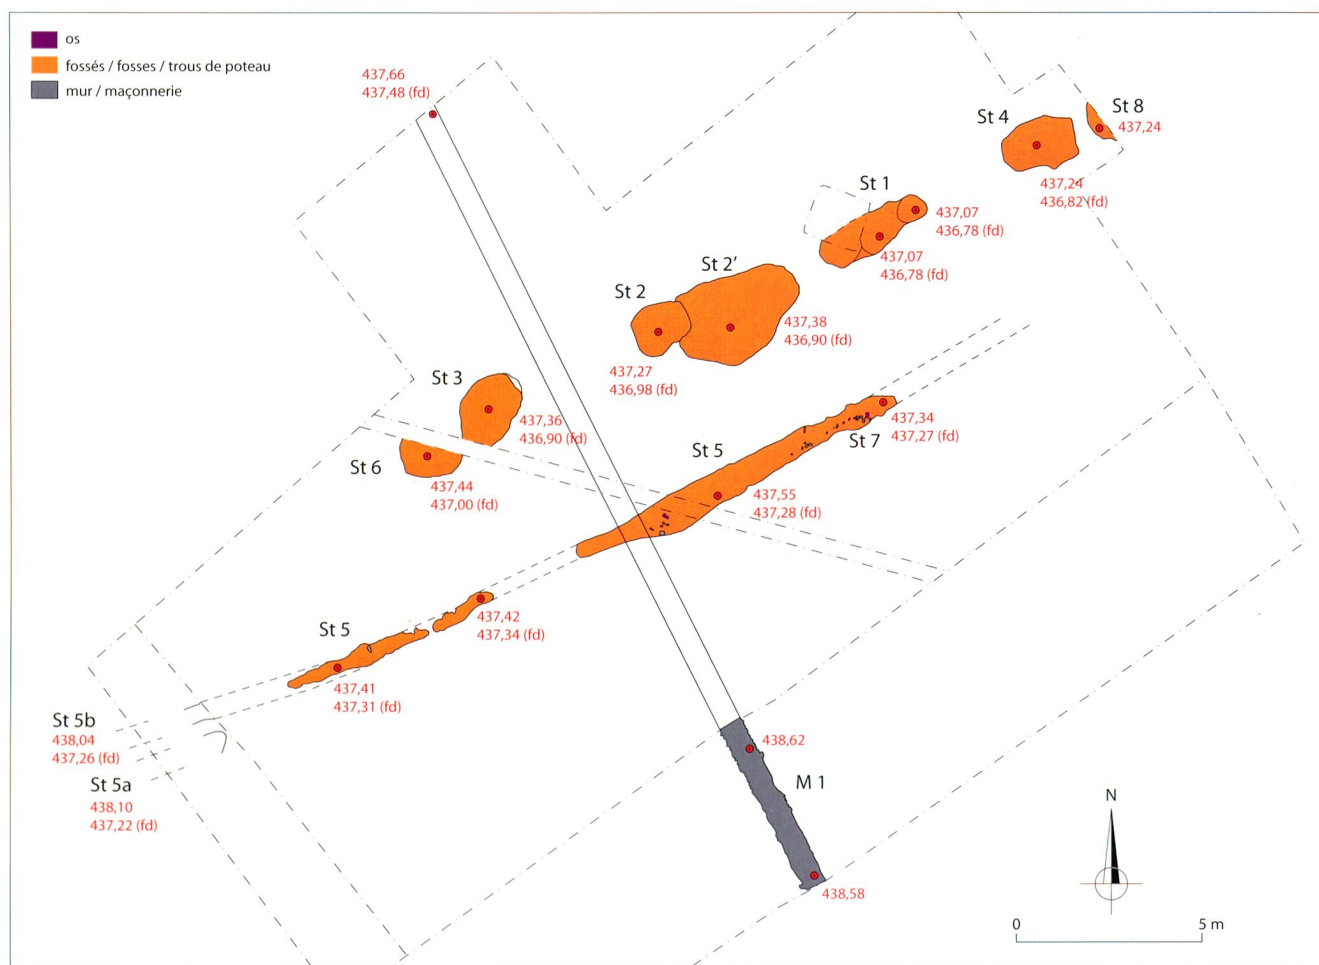 os
fossés / fosses / trous de poteau
mur / maçonnerie
437,66
437,48 (fd)
St 4
St 8
437,24
437,24
436,82 (fd)
St 1
437,07
436,78 (fd)
437,07
436,78 (fd)
St 2'
St 2
437,38
436,90 (fd)
437,27
436,98 (fd)
St 3
437,36
436,90 (fd)
St 6
437,44
437,00 (fd)
437,34
437,27 (fd)
St 7
St 5
437,55
437,28 (fd)
437,42
437,34 (fd)
St 5
437,41
437,31 (fd)
St 5b
438,04
437,26 (fd)
St 5a
438,10
437,22 (fd)
438,62
M 1
438,58
N
0 5 m